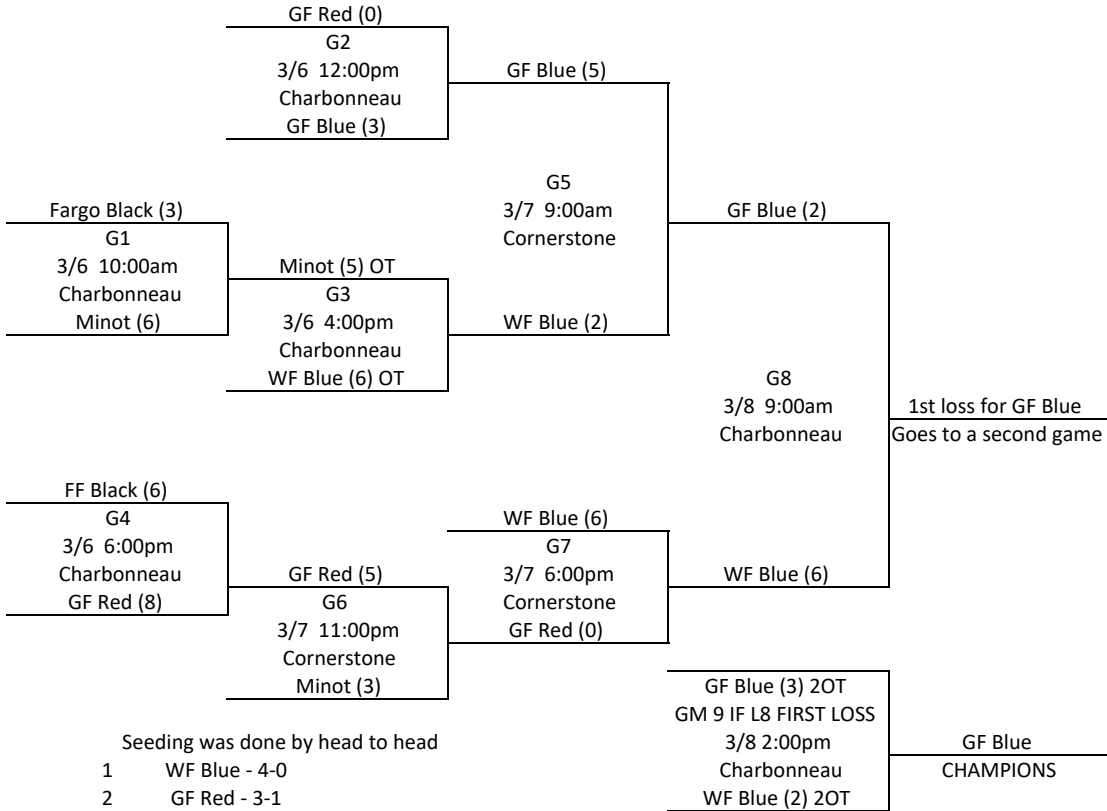 GF Red (0)
G2
3/6 12:00pm
Charbonneau
GF Blue (3)
GF Blue (5)
G5
3/7 9:00am
Cornerstone
GF Blue (2)
Fargo Black (3)
G1
3/6 10:00am
Charbonneau
Minot (6)
Minot (5) OT
G3
3/6 4:00pm
Charbonneau
WF Blue (6) OT
WF Blue (2)
G8
3/8 9:00am
Charbonneau
1st loss for GF Blue
Goes to a second game
FF Black (6)
G4
3/6 6:00pm
Charbonneau
GF Red (8)
GF Red (5)
G6
3/7 11:00pm
Cornerstone
Minot (3)
WF Blue (6)
G7
3/7 6:00pm
Cornerstone
GF Red (0)
WF Blue (6)
GF Blue (3) 2OT
GM 9 IF L8 FIRST LOSS
3/8 2:00pm
Charbonneau
WF Blue (2) 2OT
GF Blue
CHAMPIONS
Seeding was done by head to head
1 WF Blue - 4-0
2 GF Red - 3-1